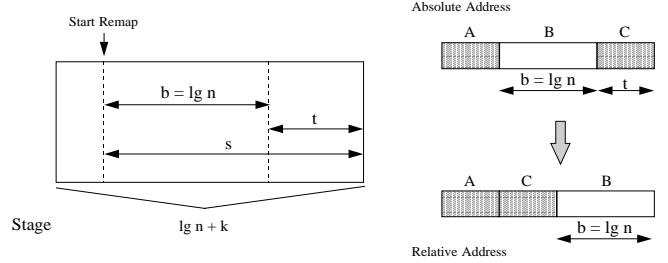 Start Remap
b = lg n
t
s
Stage
lg n + k
Absolute Address
A B C
b = lg n t
A C B
b = lg n
Relative Address